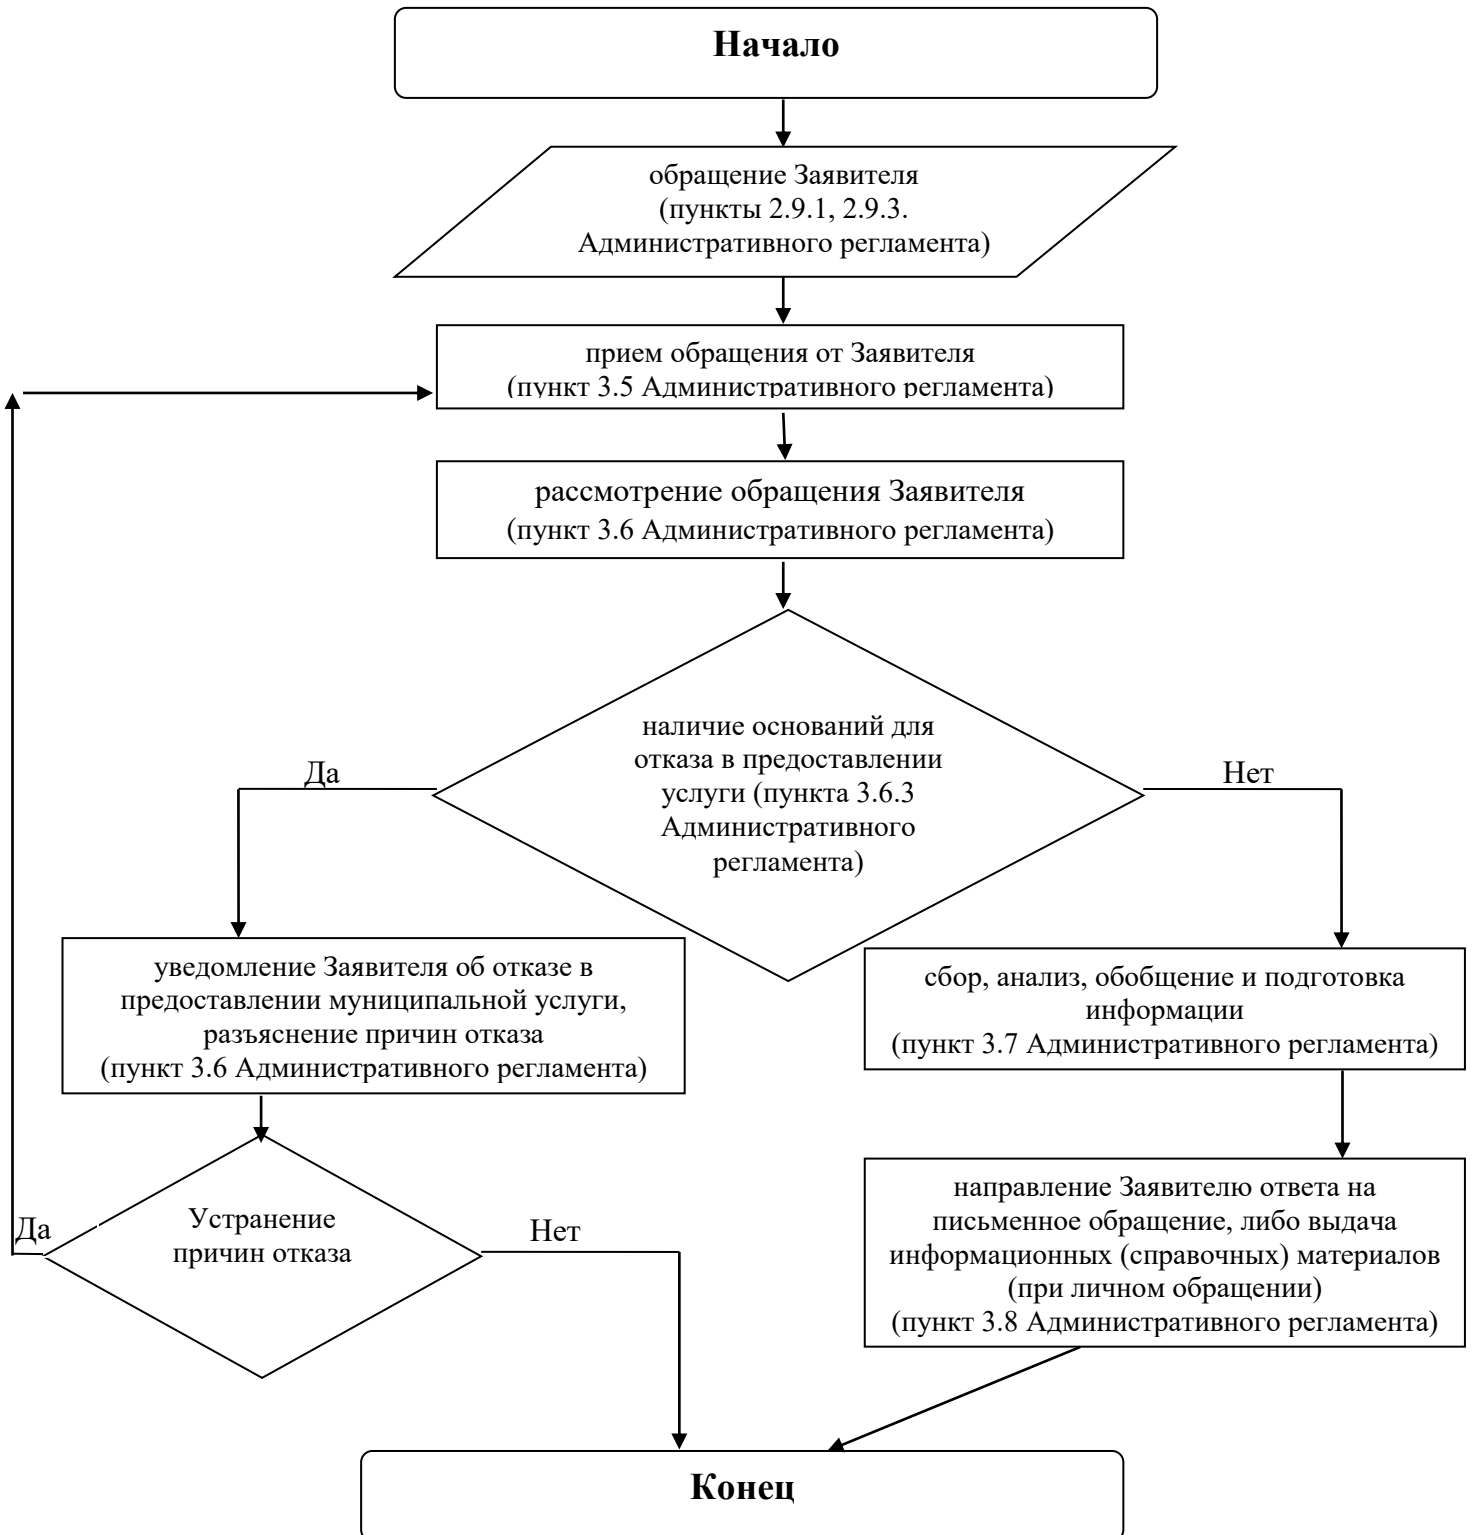 Начало
обращение Заявителя
(пункты 2.9.1, 2.9.3.
Административного регламента)
прием обращения от Заявителя
(пункт 3.5 Административного регламента)
рассмотрение обращения Заявителя
(пункт 3.6 Административного регламента)
наличие оснований для
отказа в предоставлении
услуги (пункта 3.6.3
Административного
регламента)
Да
Нет
уведомление Заявителя об отказе в
предоставлении муниципальной услуги,
разъяснение причин отказа
(пункт 3.6 Административного регламента)
сбор, анализ, обобщение и подготовка
информации
(пункт 3.7 Административного регламента)
Устранение
причин отказа
Да
Нет
направление Заявителю ответа на
письменное обращение, либо выдача
информационных (справочных) материалов
(при личном обращении)
(пункт 3.8 Административного регламента)
Конец